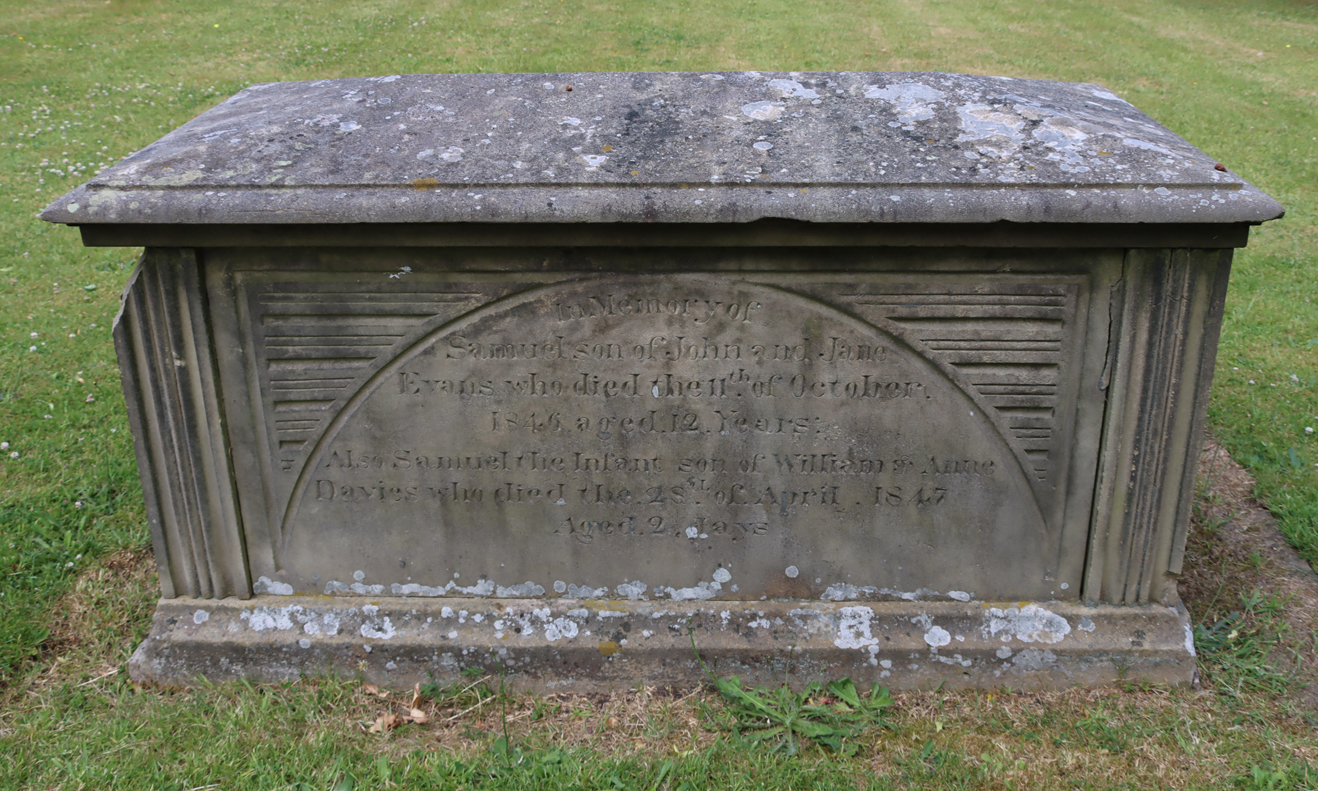 In Memory of
Samuel son of John and Jane
Evans who died the 11th of October.
1846 aged 12 Years:
Also Samuel the Infant son of William & Anne
Davies who died the 28th of April . 1847
Aged 2 Days